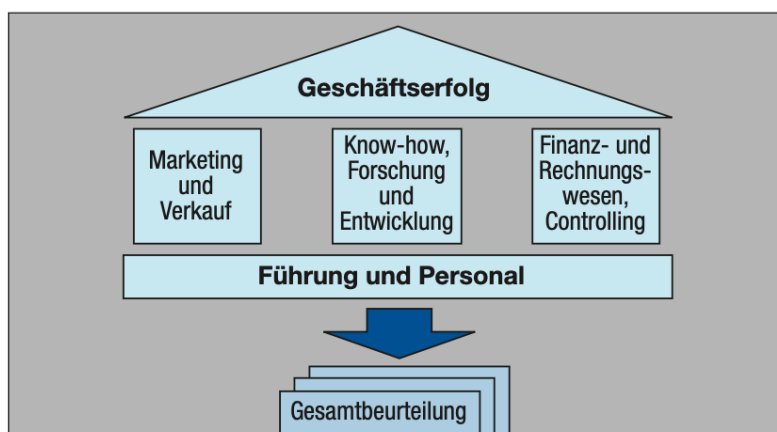 Geschäftserfolg
Marketing
und
Verkauf
Know-how,
Forschung
und
Entwicklung
Finanz- und
Rechnungs-
wesen,
Controlling
Führung und Personal
Gesamtbeurteilung